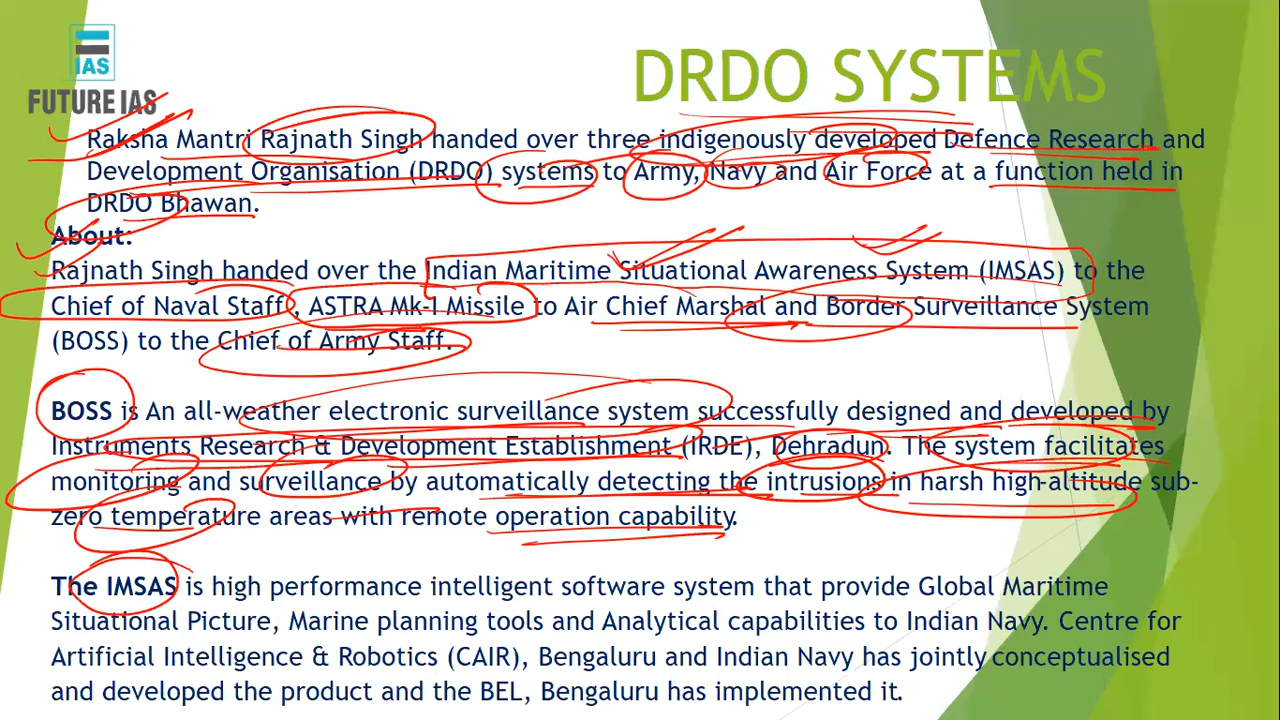 IAS
FUTURE IAS
DRDO SYSTEMS
Raksha Mantri Rajnath Singh handed over three indigenously developed Defence Research and
Development Organisation (DRDO) systems to Army, Navy and Air Force at a function held in
DRDO Bhawan.
About:
Rajnath Singh handed over the Indian Maritime Situational Awareness System (IMSAS) to the
Chief of Naval Staff , ASTRA Mk-I Missile to Air Chief Marshal and Border Surveillance System
(BOSS) to the Chief of Army Staff.
BOSS is An all-weather electronic surveillance system successfully designed and developed by
Instruments Research & Development Establishment (IRDE), Dehradun. The system facilitates
monitoring and surveillance by automatically detecting the intrusions in harsh high-altitude sub-
zero temperature areas with remote operation capability.
The IMSAS is high performance intelligent software system that provide Global Maritime
Situational Picture, Marine planning tools and Analytical capabilities to Indian Navy. Centre for
Artificial Intelligence & Robotics (CAIR), Bengaluru and Indian Navy has jointly conceptualised
and developed the product and the BEL, Bengaluru has implemented it.